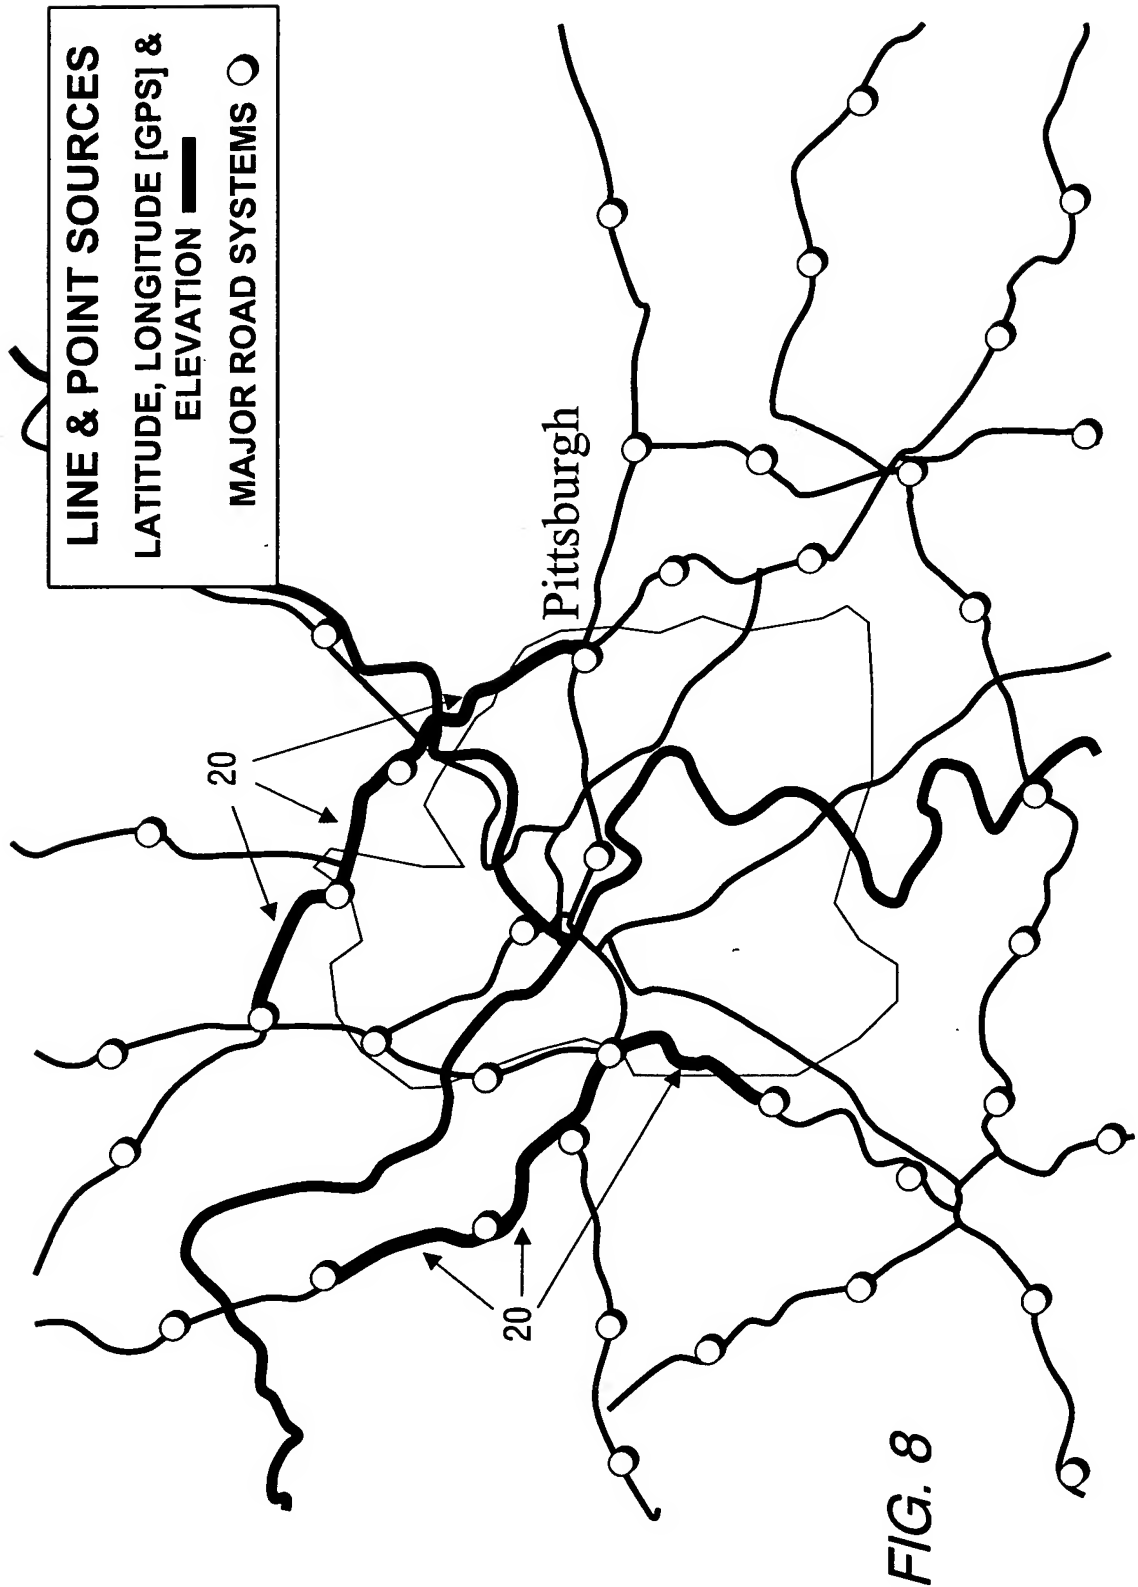 LINE & POINT SOURCES
LATITUDE, LONGITUDE [GPS] &
ELEVATION
MAJOR ROAD SYSTEMS
20
Pittsburgh
20
FIG. 8